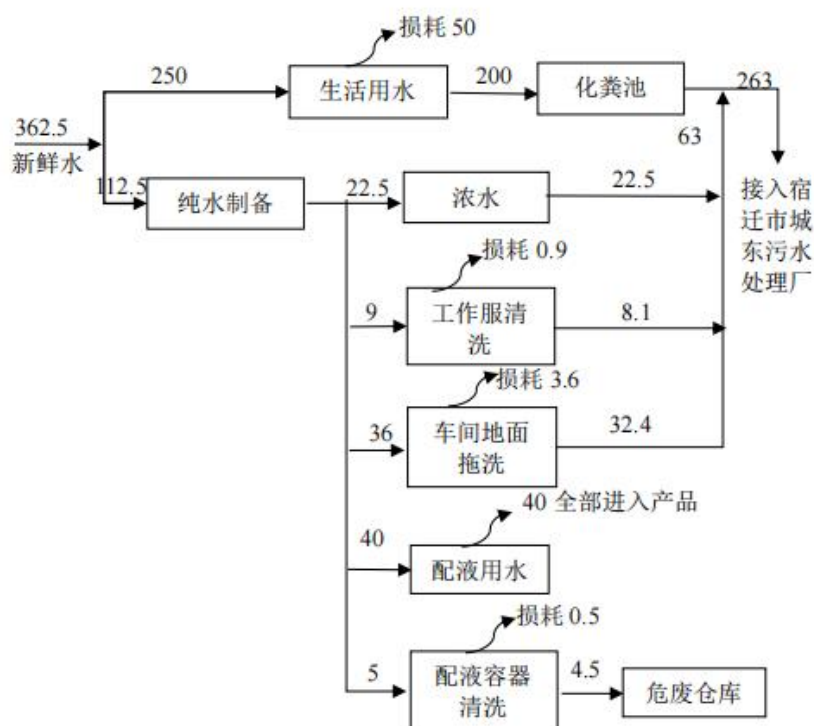 损耗 50
250
生活用水
200
化粪池
263
362.5
新鲜水
63
112.5
纯水制备
22.5
浓水
22.5
接入宿
迁市城
东污水
处理厂
损耗 0.9
9
工作服清
洗
8.1
损耗 3.6
36
车间地面
拖洗
32.4
40 全部进入产品
40
配液用水
损耗 0.5
5
配液容器
清洗
4.5
危废仓库